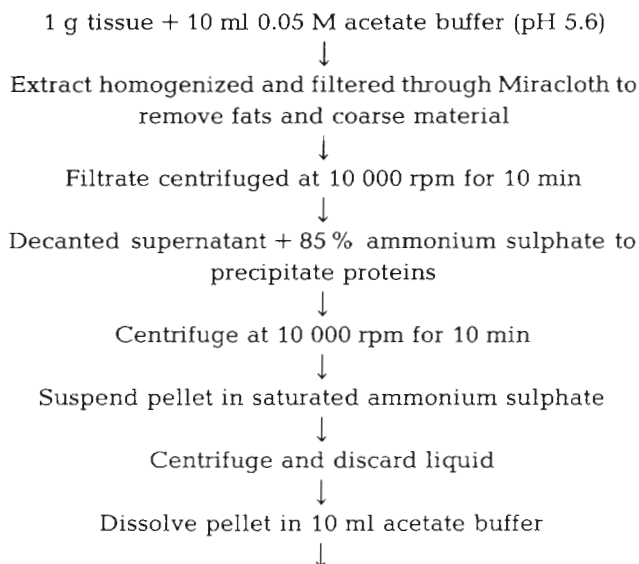 1 g tissue + 10 ml 0.05 M acetate buffer (pH 5.6)
↓
Extract homogenized and filtered through Miracloth to
remove fats and coarse material
↓
Filtrate centrifuged at 10 000 rpm for 10 min
↓
Decanted supernatant + 85 % ammonium sulphate to
precipitate proteins
↓
Centrifuge at 10 000 rpm for 10 min
↓
Suspend pellet in saturated ammonium sulphate
↓
Centrifuge and discard liquid
↓
Dissolve pellet in 10 ml acetate buffer
↓